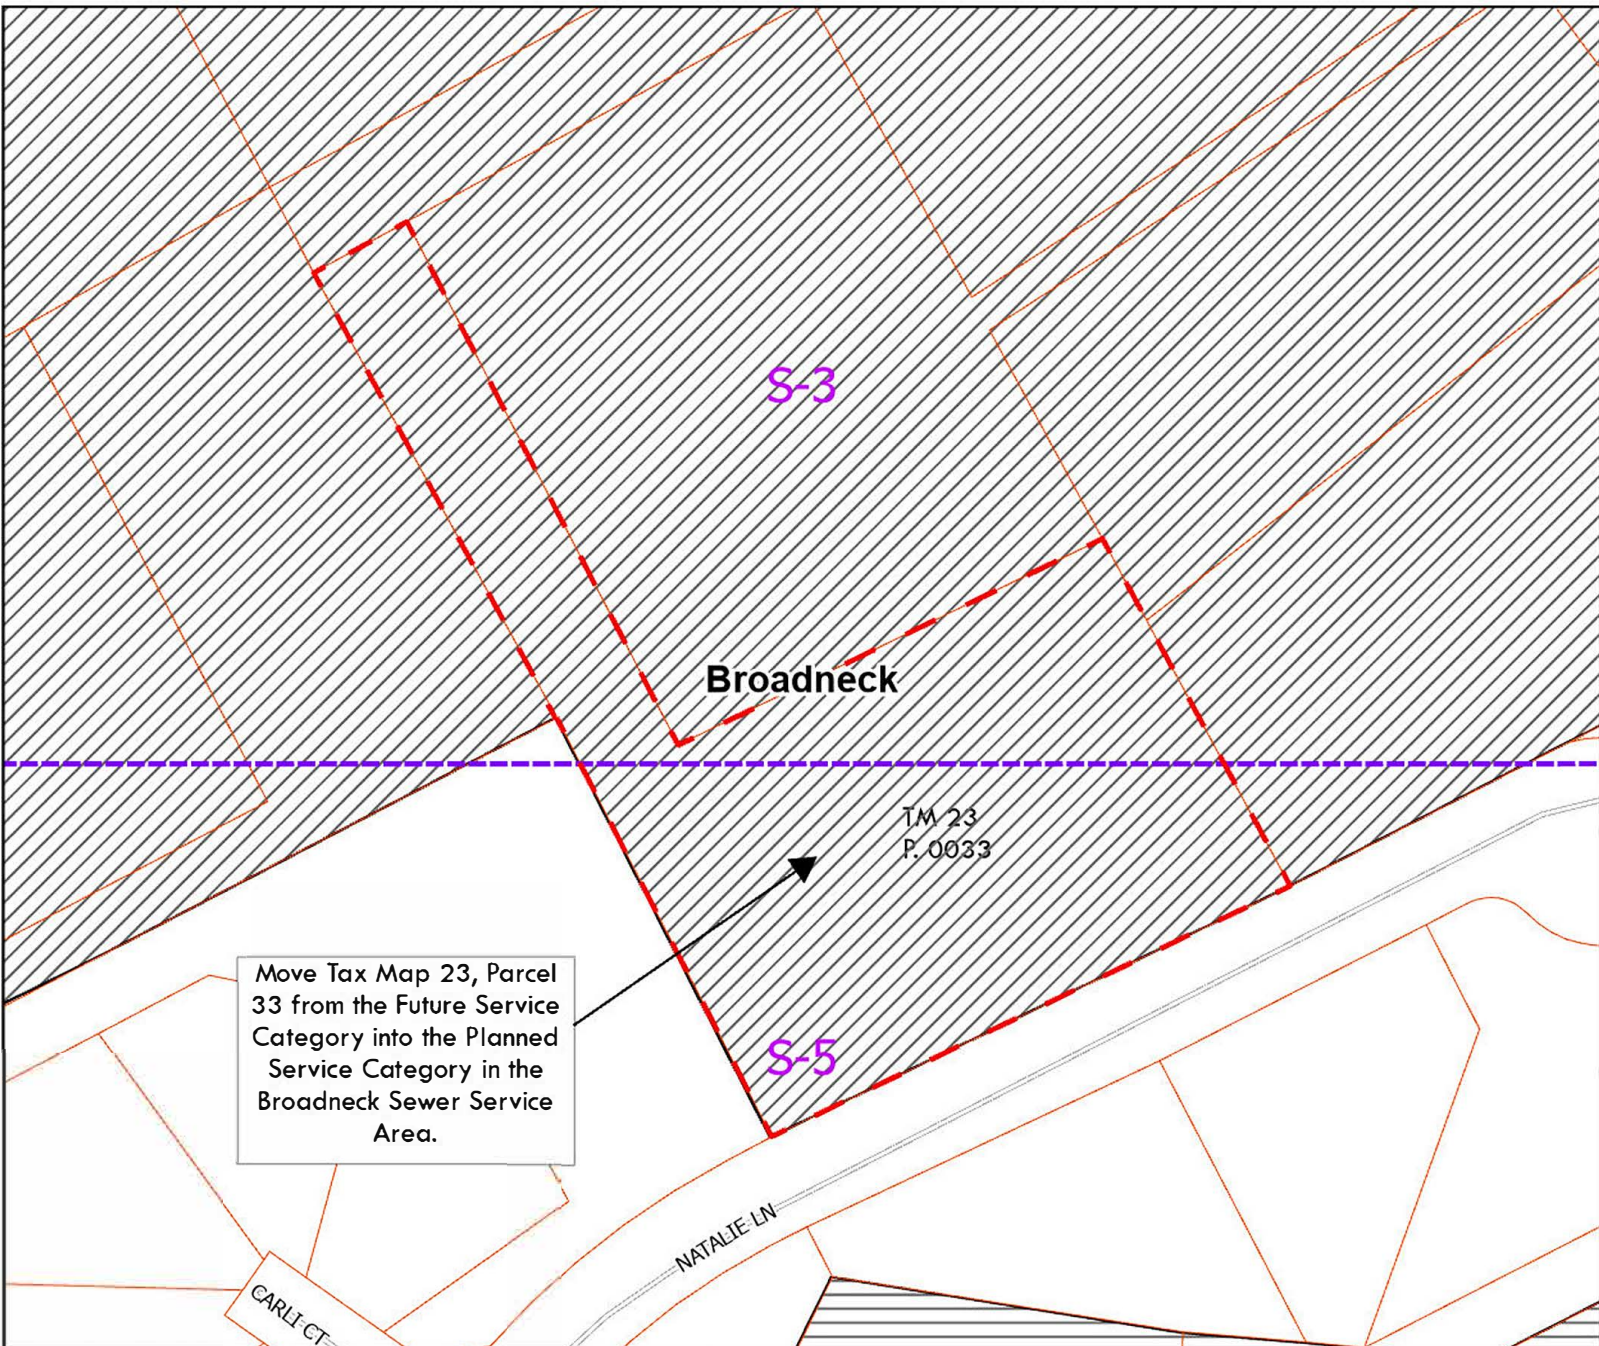 S-3
Broadneck
TM 23
P. 0033
Move Tax Map 23, Parcel
33 from the Future Service
Category into the Planned
Service Category in the
Broadneck Sewer Service
Area.
S-5
NATALIE LN
CARLI CT